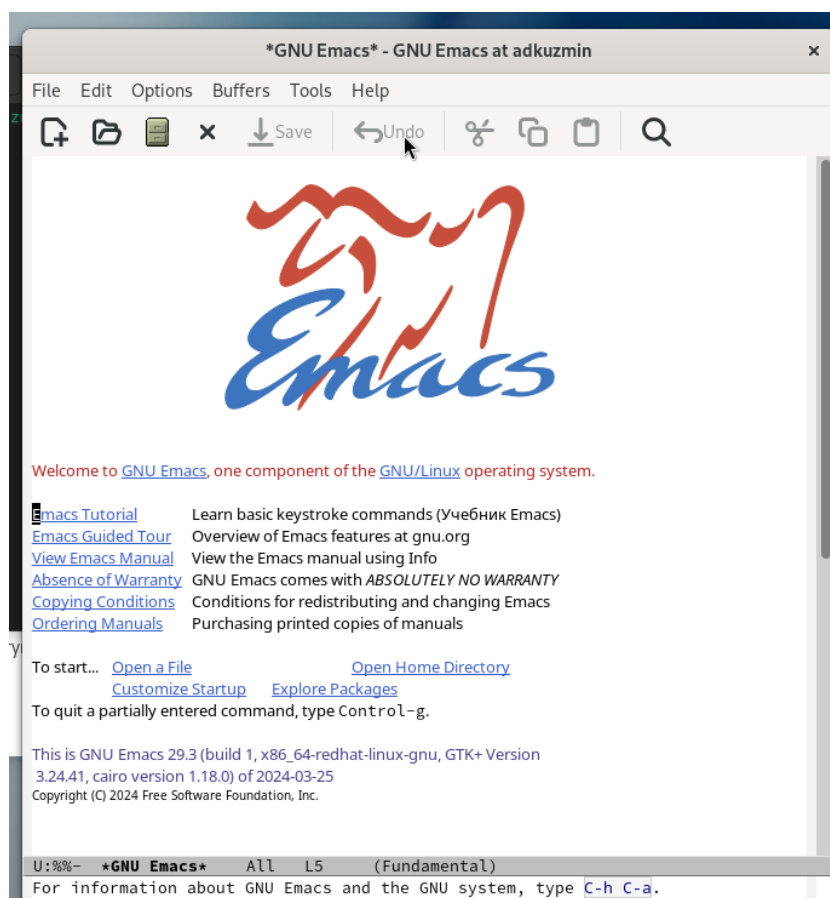 *GNU Emacs* - GNU Emacs at adkuzmin
File Edit Options Buffers Tools Help
Save Undo
Emacs
Welcome to GNU Emacs, one component of the GNU/Linux operating system.
Emacs Tutorial Learn basic keystroke commands (Учебник Emacs)
Emacs Guided Tour Overview of Emacs features at gnu.org
View Emacs Manual View the Emacs manual using Info
Absence of Warranty GNU Emacs comes with ABSOLUTELY NO WARRANTY
Copying Conditions Conditions for redistributing and changing Emacs
Ordering Manuals Purchasing printed copies of manuals
To start... Open a File Open Home Directory
Customize Startup Explore Packages
To quit a partially entered command, type Control-g.
This is GNU Emacs 29.3 (build 1, x86_64-redhat-linux-gnu, GTK+ Version
3.24.41, cairo version 1.18.0) of 2024-03-25
Copyright (C) 2024 Free Software Foundation, Inc.
U:%%- *GNU Emacs* All L5 (Fundamental)
For information about GNU Emacs and the GNU system, type C-h C-a.